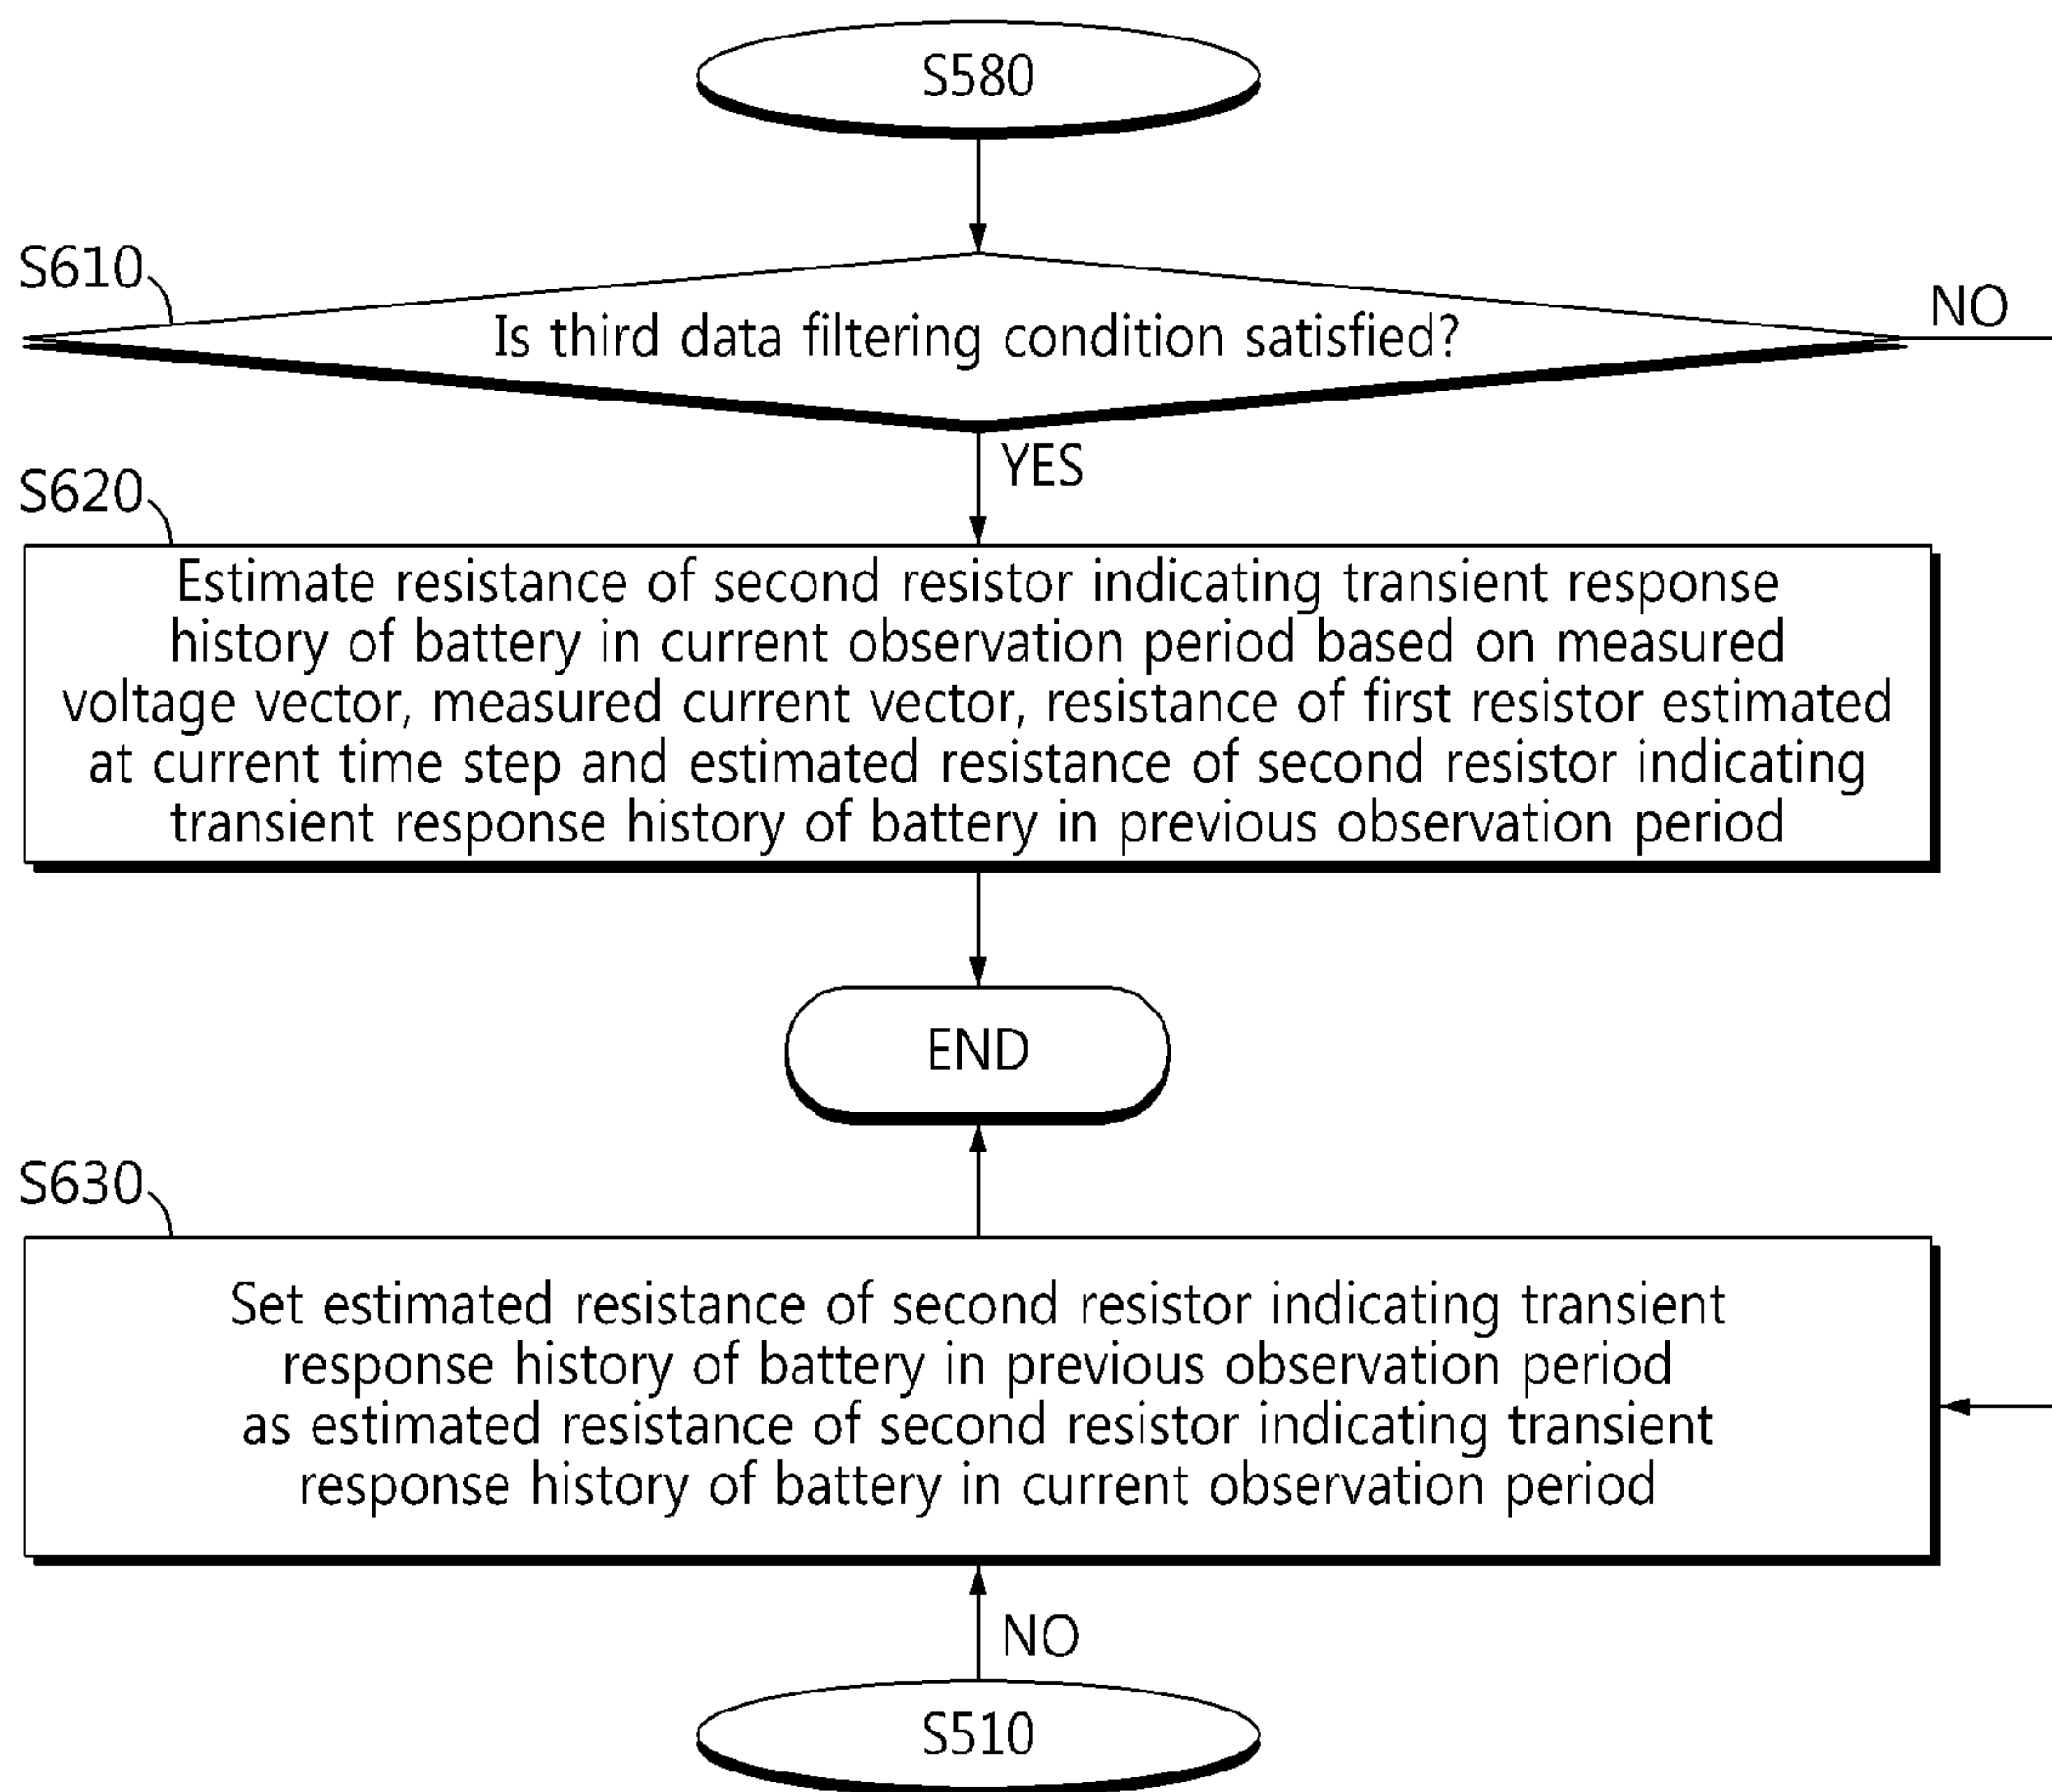 S580
S610
Is third data filtering condition satisfied?
NO
YES
S620
Estimate resistance of second resistor indicating transient response
history of battery in current observation period based on measured
voltage vector, measured current vector, resistance of first resistor estimated
at current time step and estimated resistance of second resistor indicating
transient response history of battery in previous observation period
END
S630
Set estimated resistance of second resistor indicating transient
response history of battery in previous observation period
as estimated resistance of second resistor indicating transient
response history of battery in current observation period
NO
S510